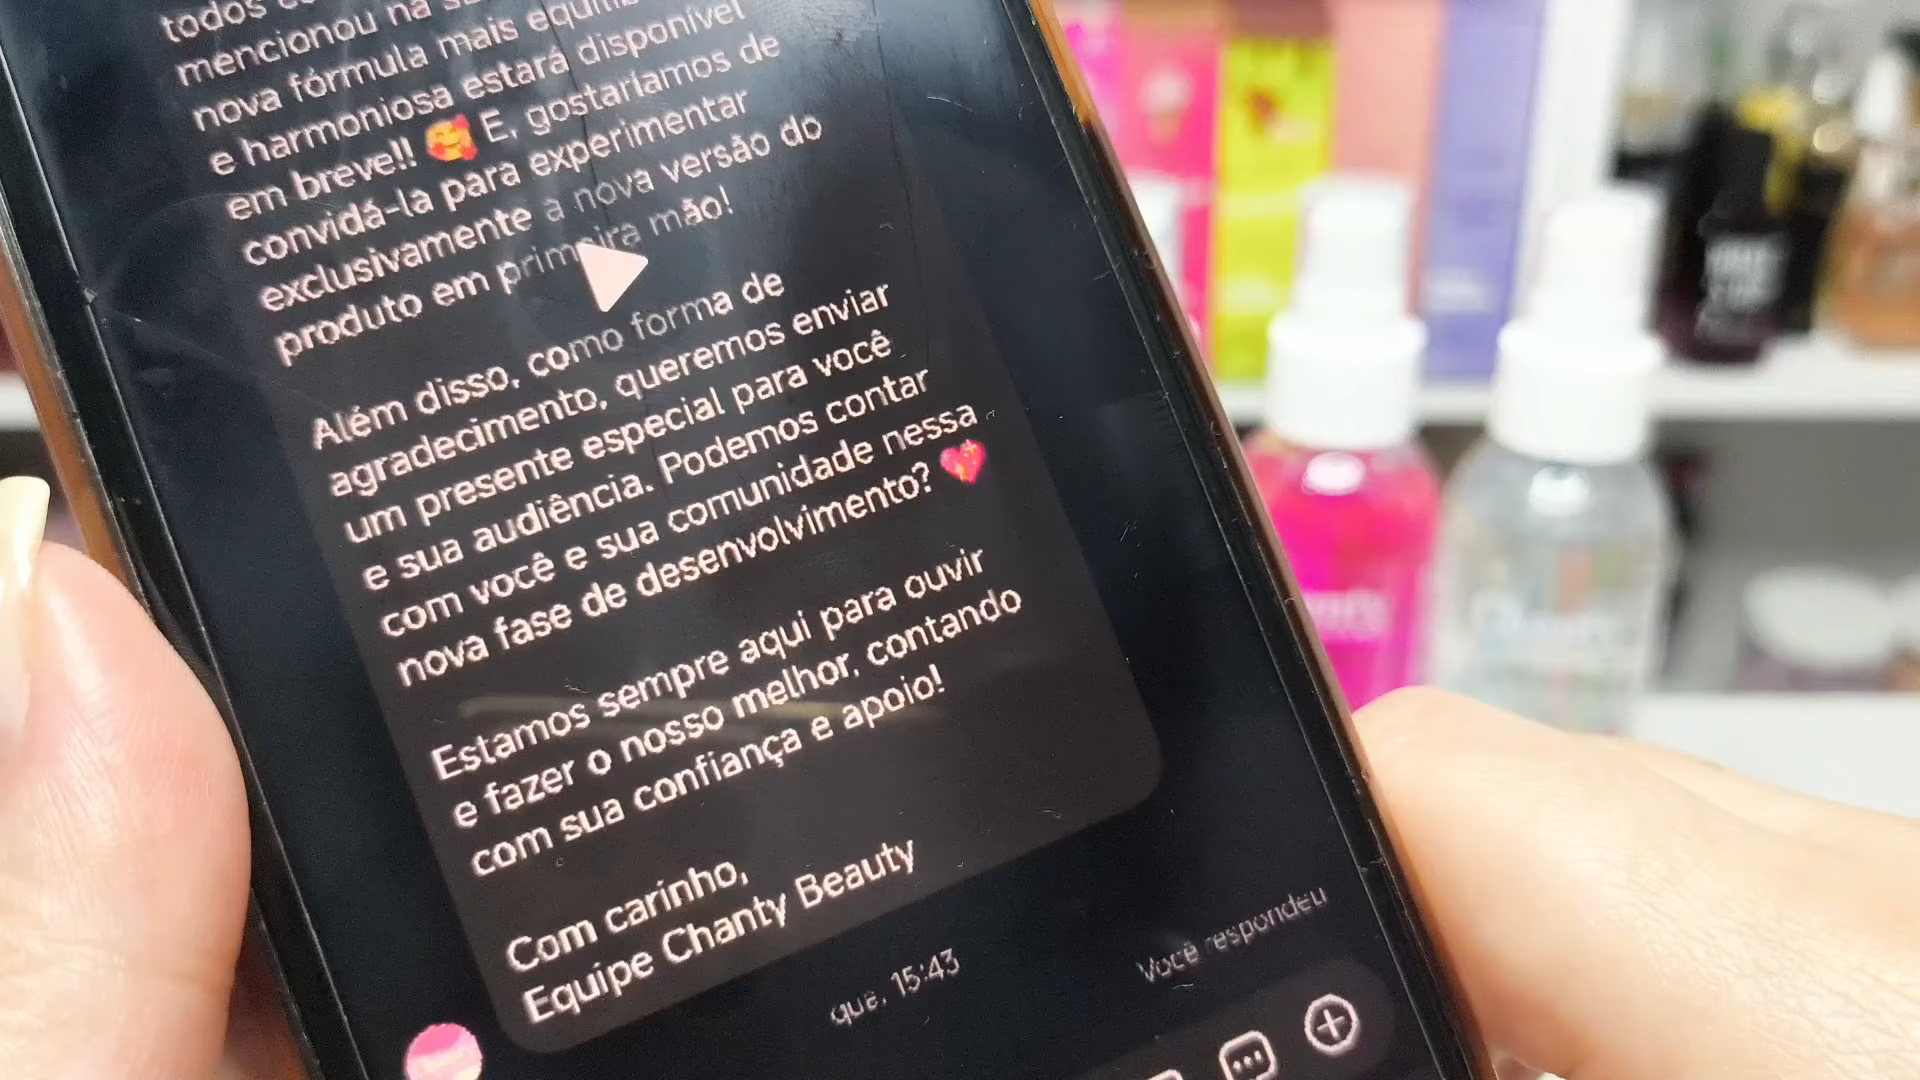 todos
mencionou na
nova fórmula mais
e harmoniosa estará disponível
em breve!! 🥰 E, gostaríamos de
convidá-la para experimentar
exclusivamente a nova versão do
produto em primeira mão!
Além disso, como forma de
agradecimento, queremos enviar
um presente especial para você
e sua audiência. Podemos contar
com você e sua comunidade nessa
nova fase de desenvolvimento? 💖
Estamos sempre aqui para ouvir
e fazer o nosso melhor, contando
com sua confiança e apoio!
Com carinho,
Equipe Chanty Beauty
qua. 15:43
Você respondeu